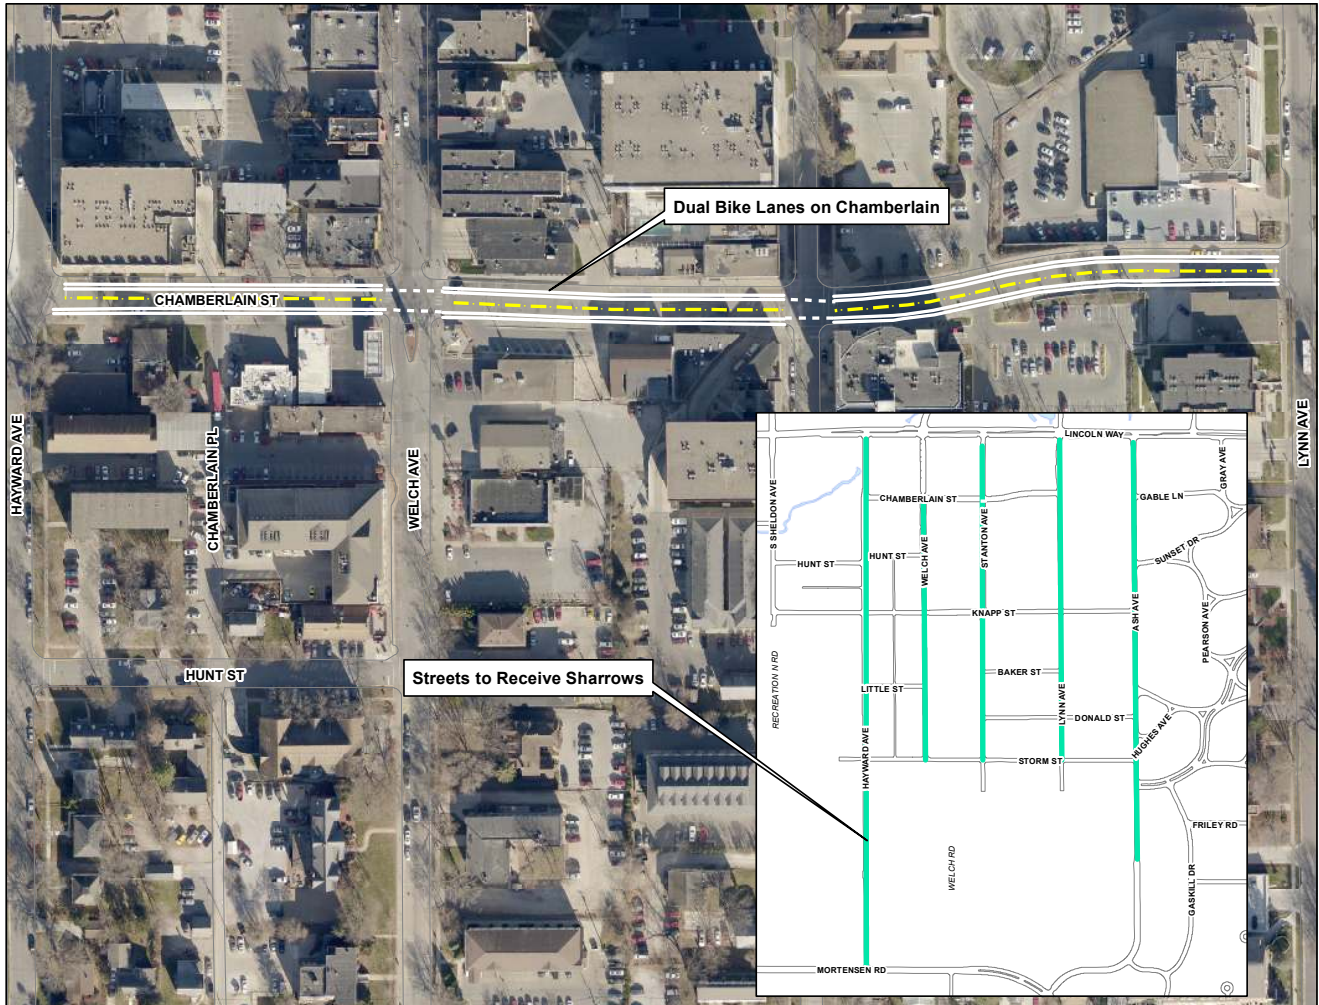 Dual Bike Lanes on Chamberlain
CHAMBERLAIN ST
HAYWARD AVE
CHAMBERLAIN PL
WELCH AVE
LYNN AVE
HUNT ST
Streets to Receive Sharrows
LINCOLN WAY
S SHELDON AVE
GRAY AVE
CHAMBERLAIN ST
GABLE LN
STANTON AVE
WELCH AVE
SUNSET DR
HUNT ST
HUNT ST
KNAPP ST
ASH AVE
PEARSON AVE
RECREATION N RD
BAKER ST
LITTLE ST
LYNN AVE
DONALD ST
HUGHES AVE
HAYWARD AVE
STORM ST
FRILEY RD
WELCH RD
GASKILL DR
MORTENSEN RD